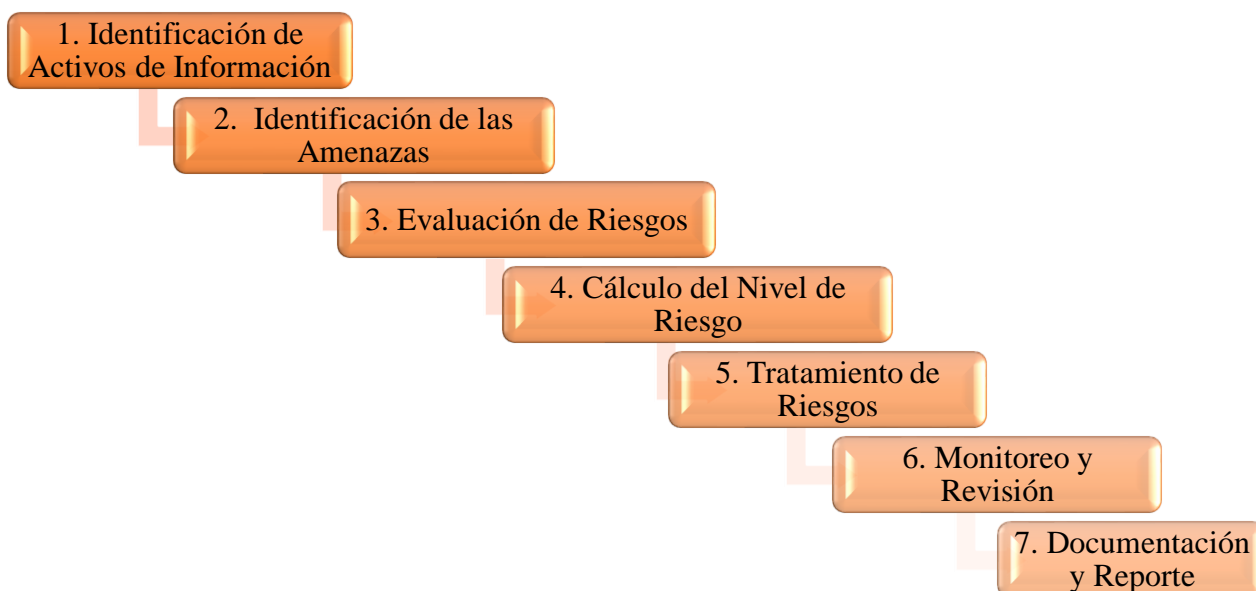 1. Identificación de
Activos de Información
2. Identificación de las
Amenazas
3. Evaluación de Riesgos
4. Cálculo del Nivel de
Riesgo
5. Tratamiento de
Riesgos
6. Monitoreo y
Revisión
7. Documentación
y Reporte